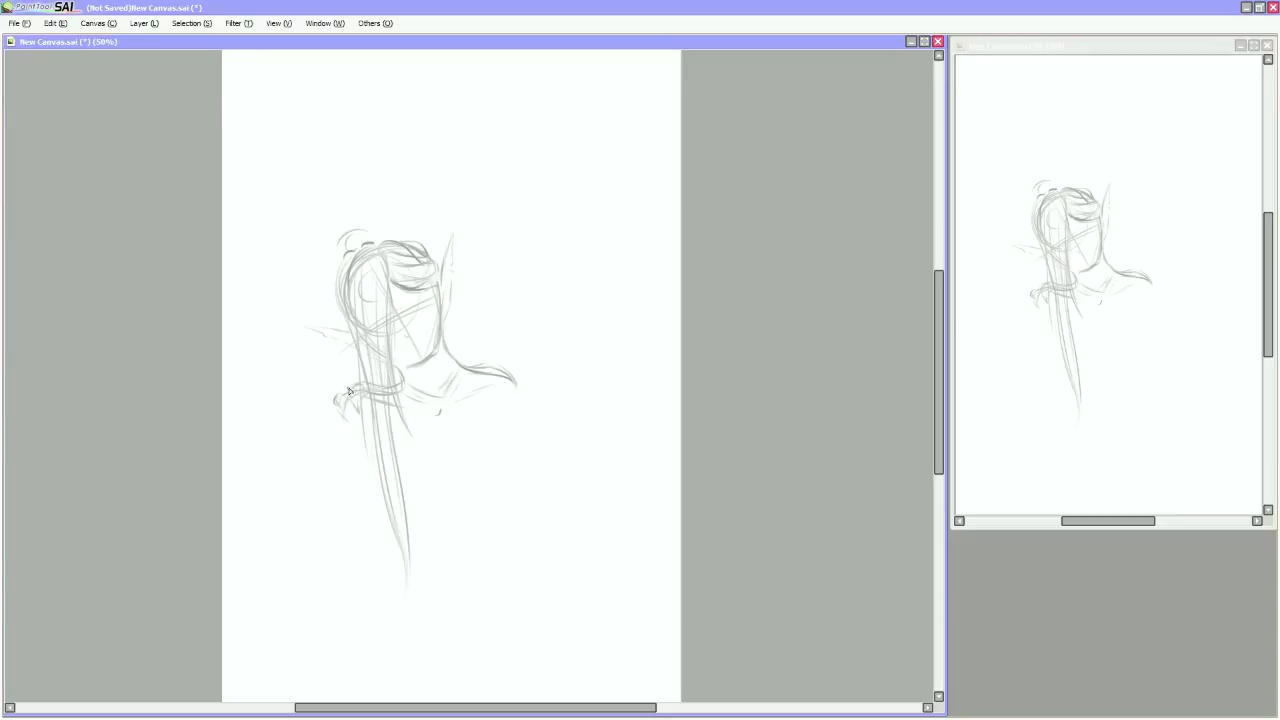 PaintTool SAI (Not Saved)New Canvas.sai (*)
File (F) Edit (E) Canvas (C) Layer (L) Selection (S) Filter (T) View (V) Window (W) Others (O)
New Canvas.sai (*) (50%)